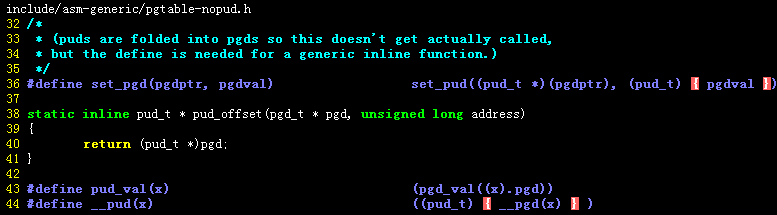 include/asm-generic/pgtable-nopud.h
32 /*
33  * (puds are folded into pgds so this doesn't get actually called,
34  * but the define is needed for a generic inline function.)
35  */
36 #define set_pgd(pgdptr, pgdval)                 set_pud((pud_t *)(pgdptr), (pud_t) { pgdval })
37
38 static inline pud_t * pud_offset(pgd_t * pgd, unsigned long address)
39 {
40         return (pud_t *)pgd;
41 }
42
43 #define pud_val(x)                              (pgd_val((x).pgd))
44 #define __pud(x)                                ((pud_t) { __pgd(x) } )